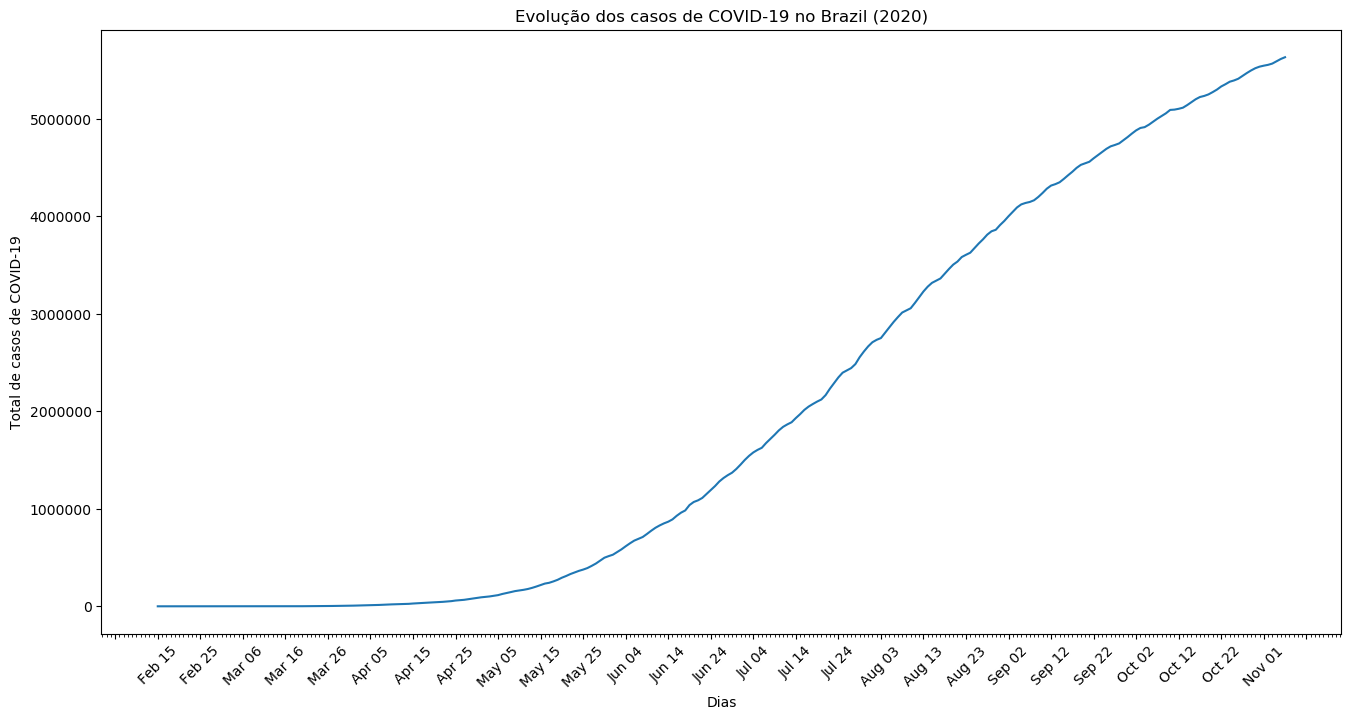 Evolução dos casos de COVID-19 no Brazil (2020)
Total de casos de COVID-19
5000000
4000000
3000000
2000000
1000000
0
Feb 15
Feb 25
Mar 06
Mar 16
Mar 26
Apr 05
Apr 15
Apr 25
May 05
May 15
May 25
Jun 04
Jun 14
Jun 24
Jul 04
Jul 14
Jul 24
Aug 03
Aug 13
Aug 23
Sep 02
Sep 12
Sep 22
Oct 02
Oct 12
Oct 22
Nov 01
Dias